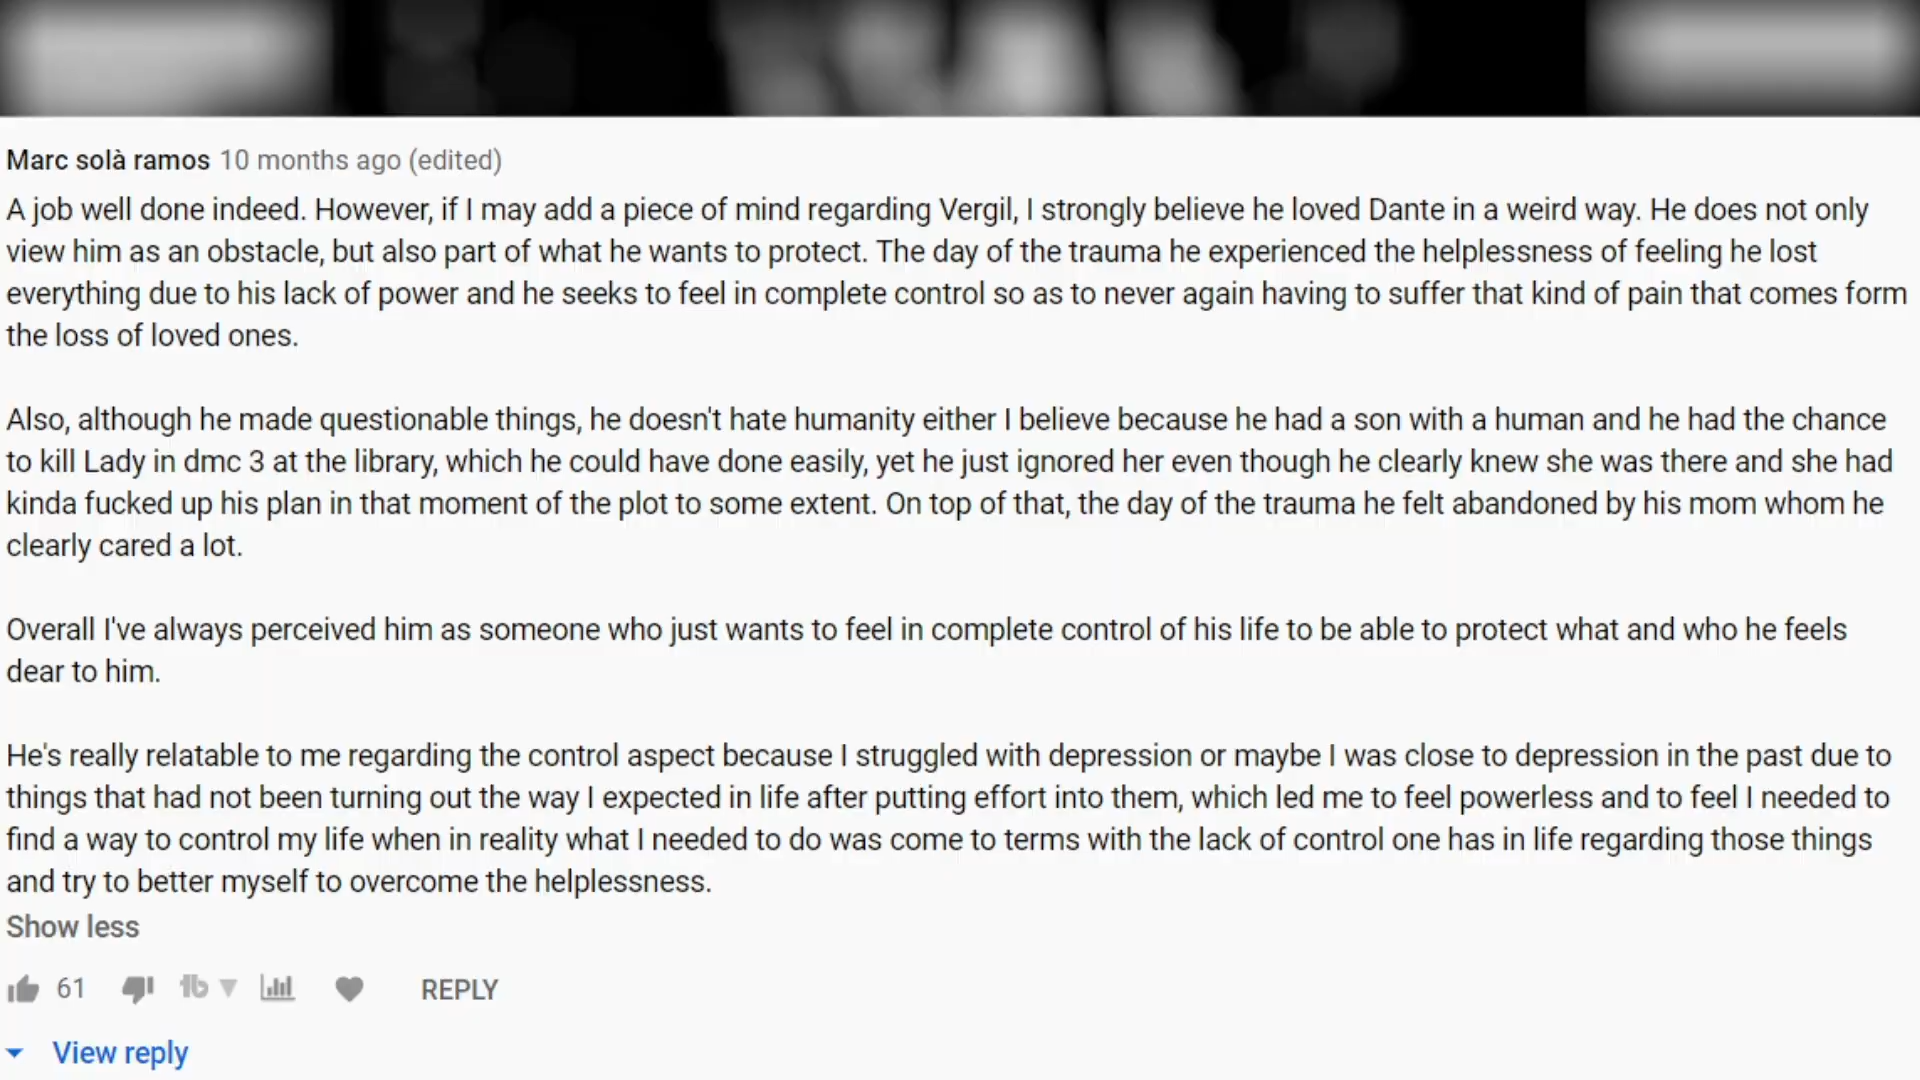 Marc solà ramos 10 months ago (edited)
A job well done indeed. However, if I may add a piece of mind regarding Vergil, I strongly believe he loved Dante in a weird way. He does not only
view him as an obstacle, but also part of what he wants to protect. The day of the trauma he experienced the helplessness of feeling he lost
everything due to his lack of power and he seeks to feel in complete control so as to never again having to suffer that kind of pain that comes form
the loss of loved ones.
Also, although he made questionable things, he doesn't hate humanity either I believe because he had a son with a human and he had the chance
to kill Lady in dmc 3 at the library, which he could have done easily, yet he just ignored her even though he clearly knew she was there and she had
kinda fucked up his plan in that moment of the plot to some extent. On top of that, the day of the trauma he felt abandoned by his mom whom he
clearly cared a lot.
Overall I've always perceived him as someone who just wants to feel in complete control of his life to be able to protect what and who he feels
dear to him.
He's really relatable to me regarding the control aspect because I struggled with depression or maybe I was close to depression in the past due to
things that had not been turning out the way I expected in life after putting effort into them, which led me to feel powerless and to feel I needed to
find a way to control my life when in reality what I needed to do was come to terms with the lack of control one has in life regarding those things
and try to better myself to overcome the helplessness.
Show less
61 tb REPLY
View reply